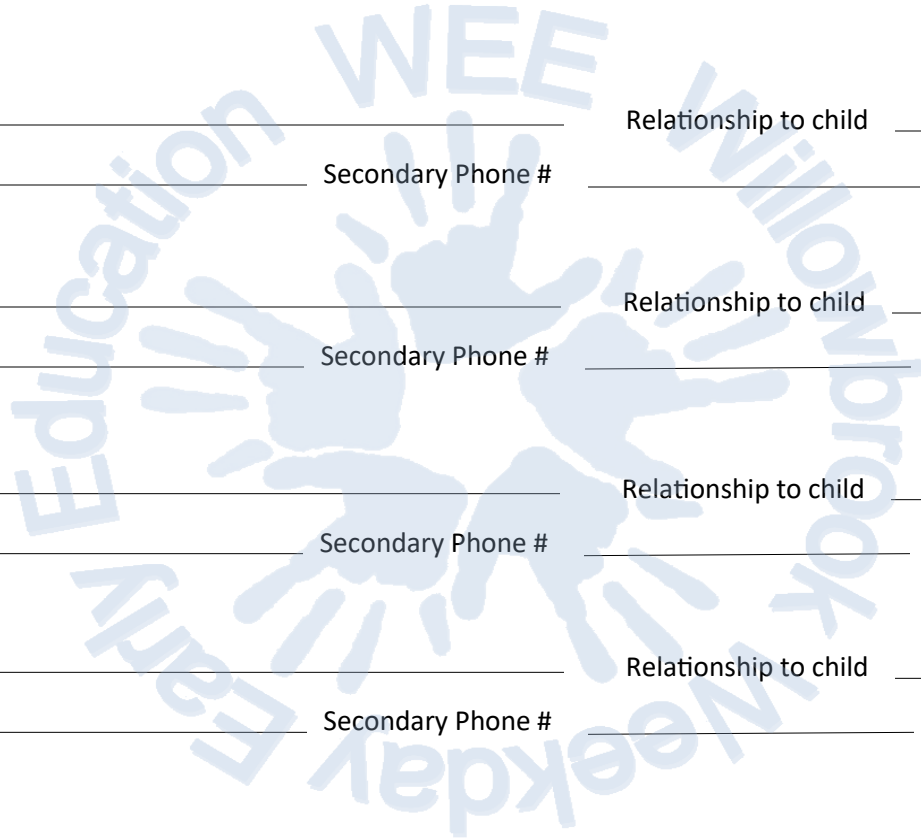 WEE Willowbrook Weekday Early Education
Relationship to child
Secondary Phone #
Relationship to child
Secondary Phone #
Relationship to child
Secondary Phone #
Relationship to child
Secondary Phone #